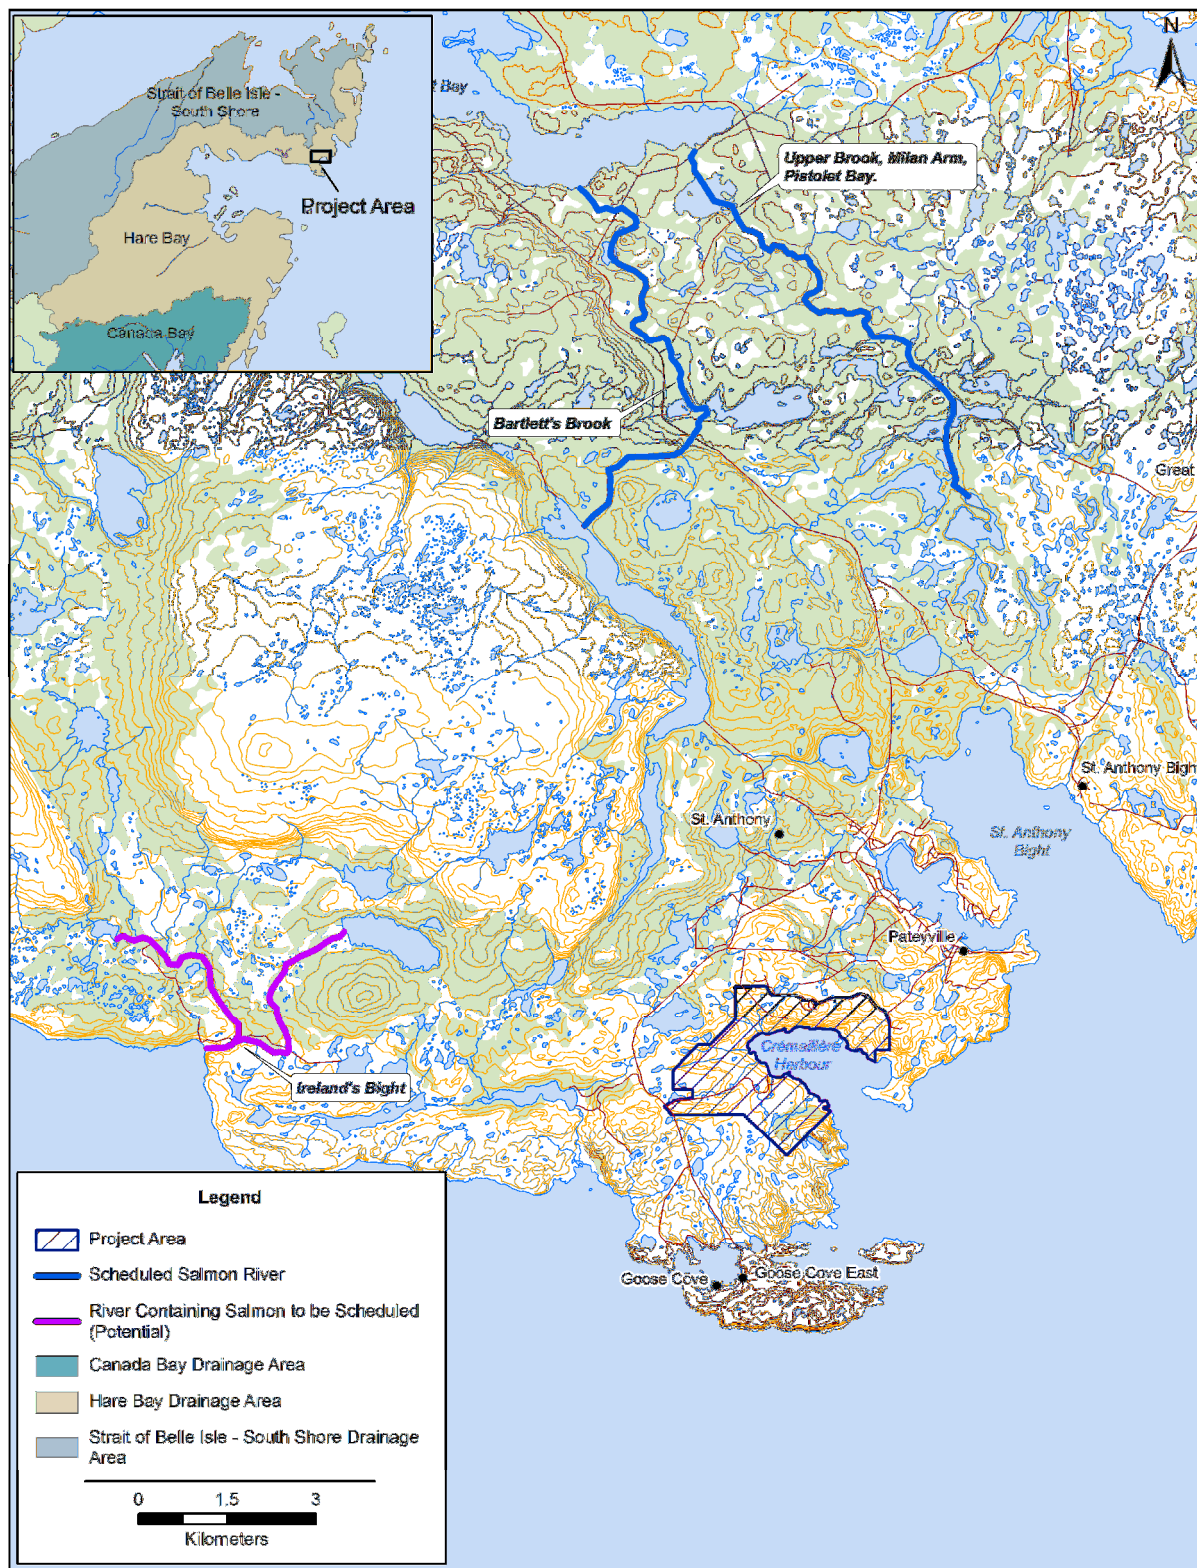 N
Strait of Belle Isle -
South Shore
Project Area
Hare Bay
Canada Bay
Bay
Upper Brook, Milan Arm,
Pistolet Bay.
Bartlett's Brook
Great
St. Anthony Bight
St. Anthony
St. Anthony
Bight
Pateyville
Crémaillère
Harbour
Ireland's Bight
Goose Cove
Goose Cove East
Legend
Project Area
Scheduled Salmon River
River Containing Salmon to be Scheduled
(Potential)
Canada Bay Drainage Area
Hare Bay Drainage Area
Strait of Belle Isle - South Shore Drainage
Area
0 1.5 3
Kilometers